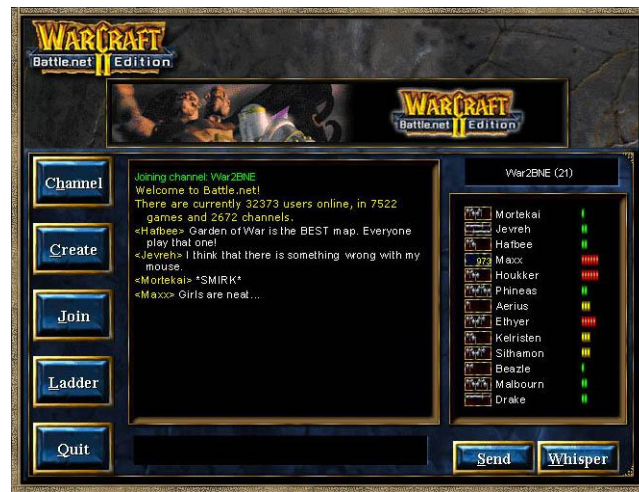 WARCRAFT
Battle.net II Edition
WARCRAFT
Battle.net II Edition
Channel
Create
Join
Ladder
Quit
Joining channel: War2BNE
Welcome to Battle.net!
There are currently 32373 users online, in 7522
games and 2672 channels.
<Hafbee> Garden of War is the BEST map. Everyone
play that one!
<Jevreh> I think that there is something wrong with my
mouse.
<Mortekai> *SMIRK*
<Maxx> Girls are neat...
War2BNE (21)
Mortekai
Jevreh
Hafbee
973 Maxx
Houkker
Phineas
Aerius
Ethyer
Kelristen
Sithamon
Beazle
Malbourn
Drake
Send
Whisper